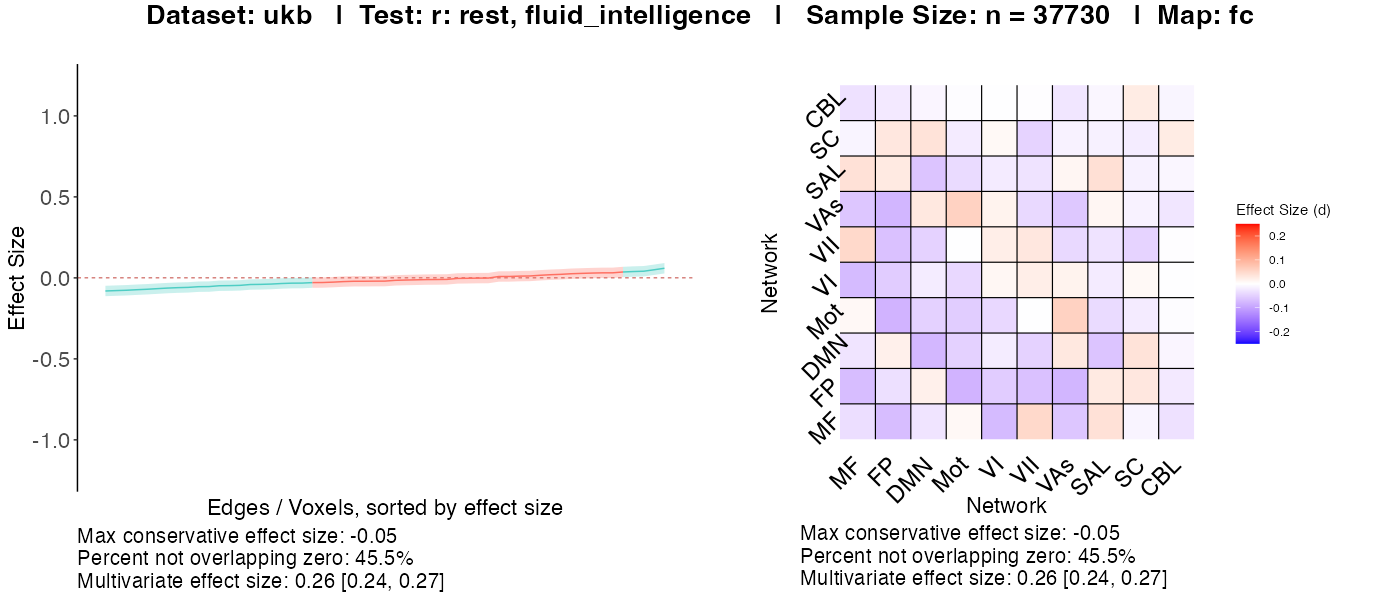 Dataset: ukb | Test: r: rest, fluid_intelligence | Sample Size: n = 37730 | Map: fc
Effect Size
1.0
0.5
0.0
-0.5
-1.0
Edges / Voxels, sorted by effect size
Max conservative effect size: -0.05
Percent not overlapping zero: 45.5%
Multivariate effect size: 0.26 [0.24, 0.27]
Network
CBL
SC
SAL
VAs
VII
VI
Mot
DMN
FP
MF
MF
FP
DMN
Mot
VI
VII
VAs
SAL
SC
CBL
Network
Effect Size (d)
0.2
0.1
0.0
-0.1
-0.2
Max conservative effect size: -0.05
Percent not overlapping zero: 45.5%
Multivariate effect size: 0.26 [0.24, 0.27]